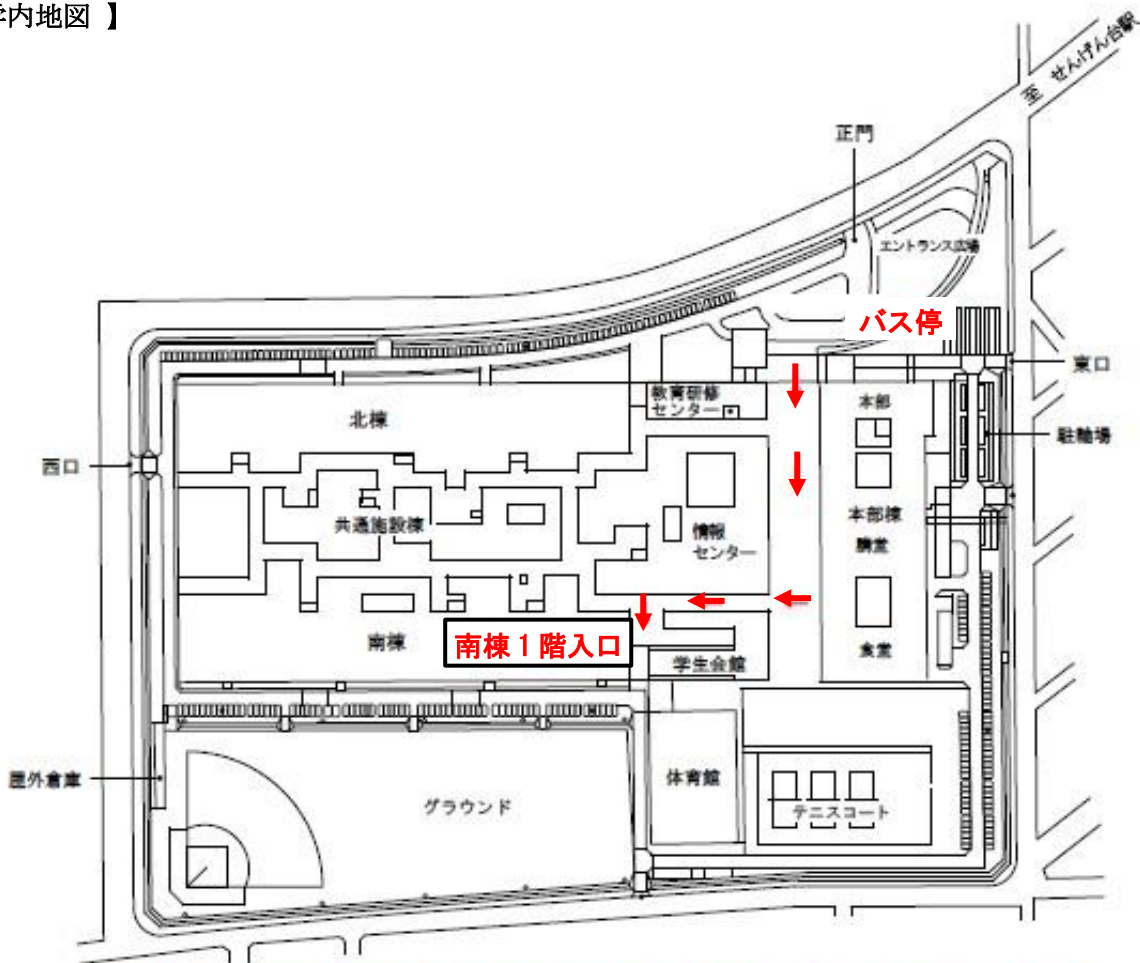 学内地図 】
至 せんげん台駅
正門
エントランス広場
バス停
東口
教育研修
センター
本部
北棟
駐輪場
西口
本部棟
共通施設棟
情報
センター
講堂
南棟
南棟1階入口
食堂
学生会館
屋外倉庫
グラウンド
体育館
テニスコート